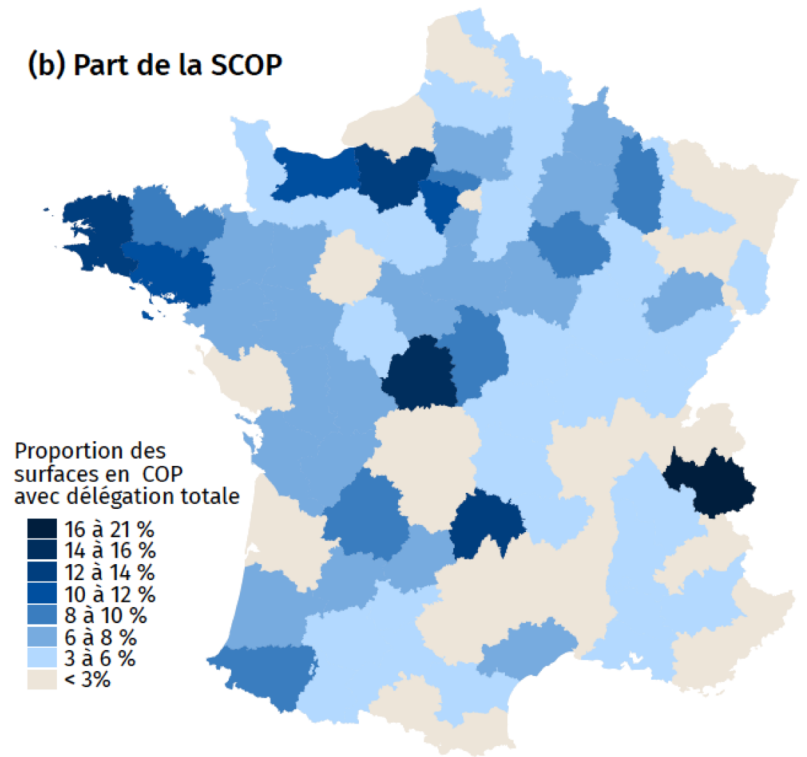 (b) Part de la SCOP
Proportion des
surfaces en COP
avec délégation totale
16 à 21 %
14 à 16 %
12 à 14 %
10 à 12 %
8 à 10 %
6 à 8 %
3 à 6 %
< 3%